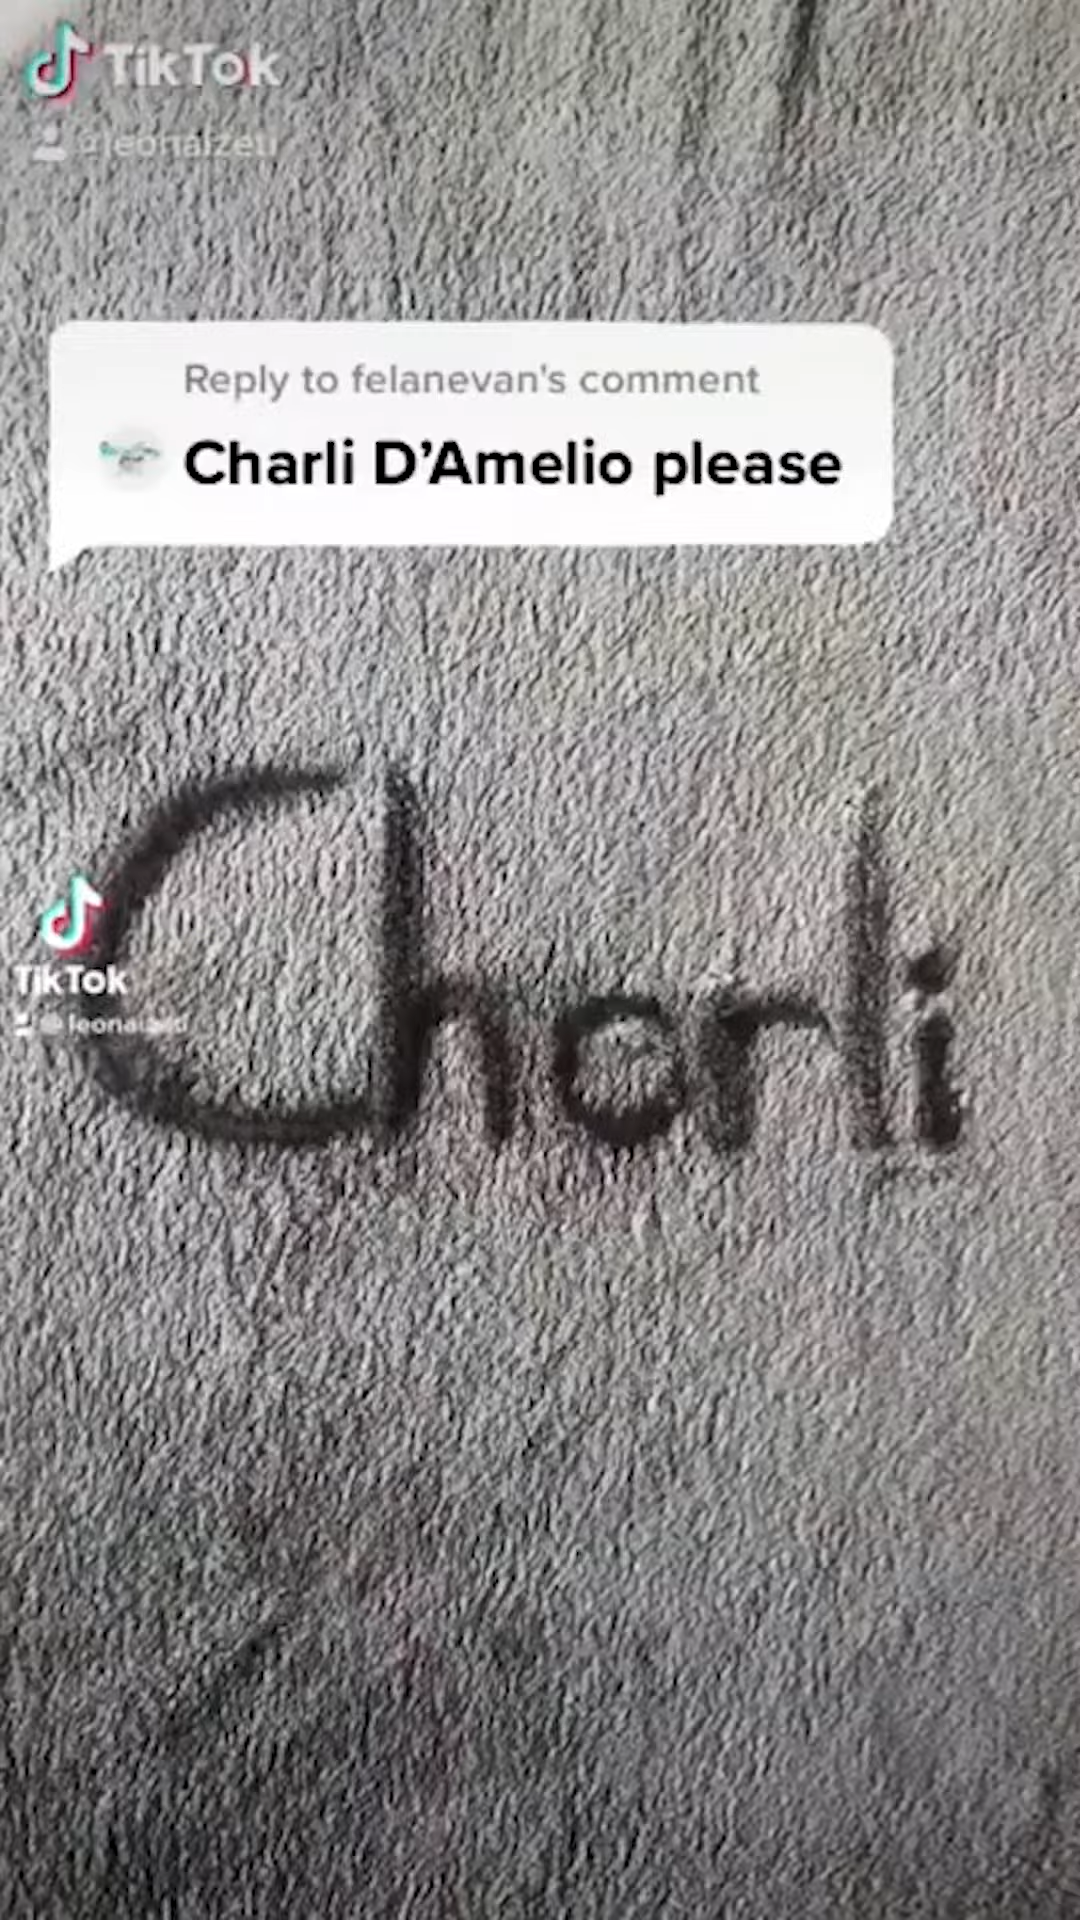 TikTok
Reply to felanevan's comment
Charli D'Amelio please
Charli
TikTok